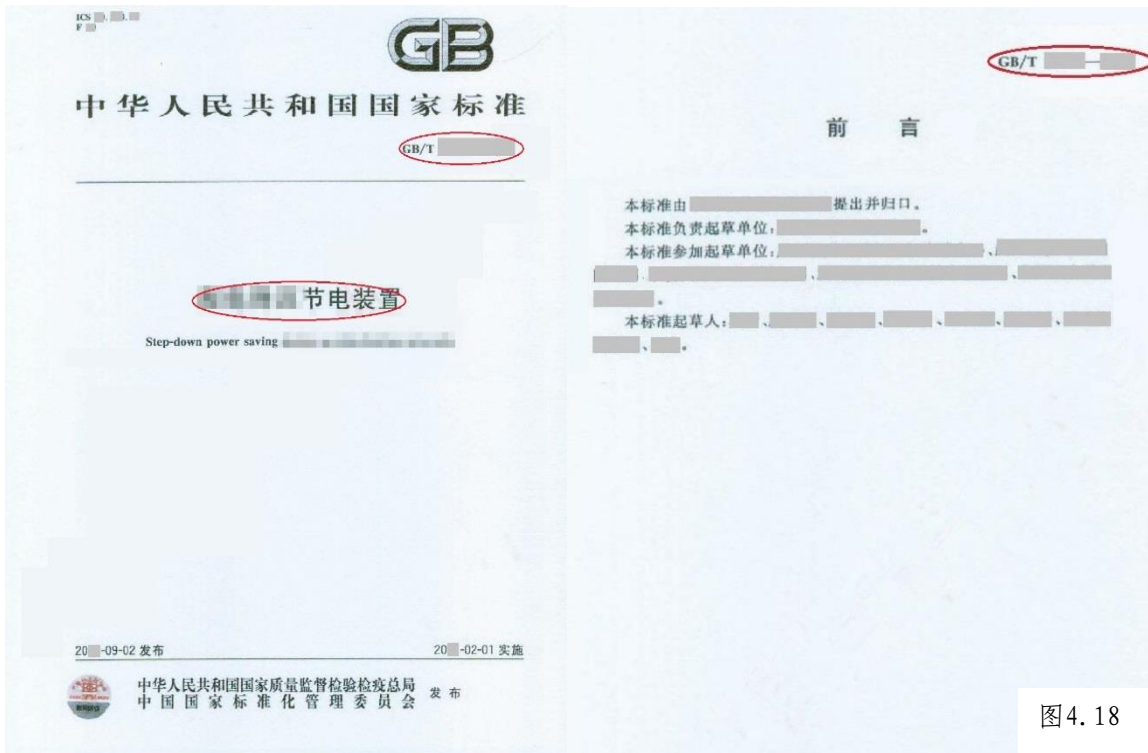 ICS
F
GB
中华人民共和国国家标准
GB/T
节电装置
Step-down power saving
20 -09-02 发布
20 -02-01 实施
中华人民共和国国家质量监督检验检疫总局
中国国家标准化管理委员会
发布
GB/T —
前 言
本标准由 提出并归口。
本标准负责起草单位: 。
本标准参加起草单位: 、
、 、 、
。
本标准起草人: 、 、 、 、 、 、
、 。
图4.18